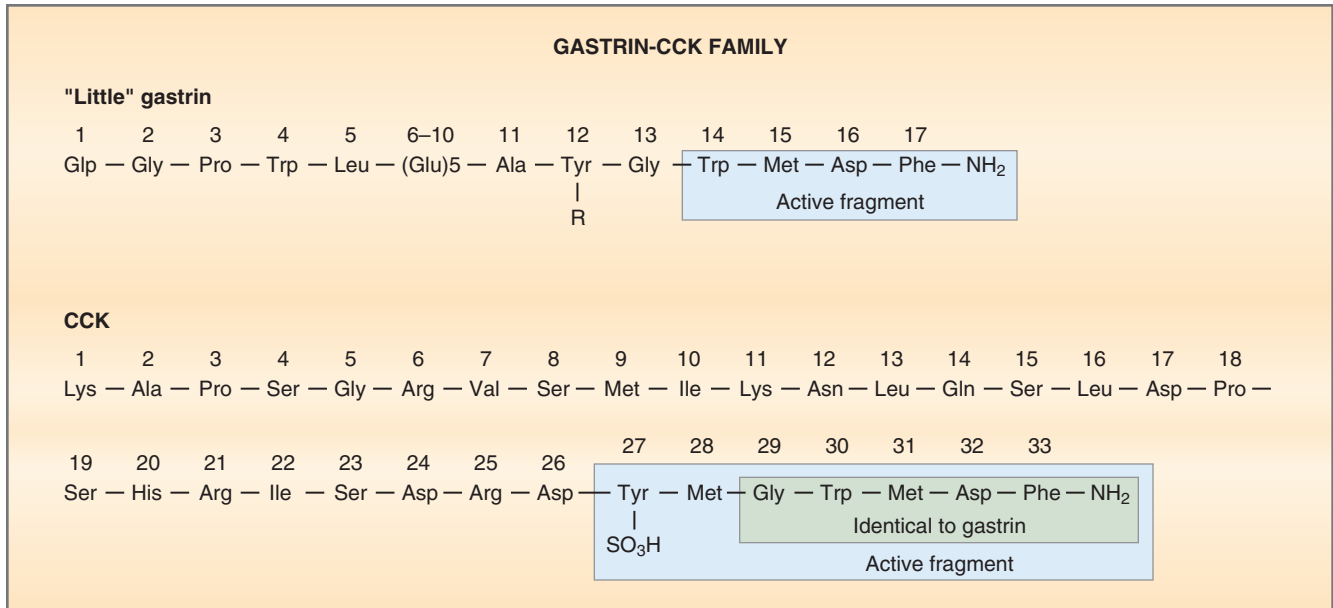 GASTRIN-CCK FAMILY
"Little" gastrin
1 2 3 4 5 6–10 11 12 13 14 15 16 17
Glp — Gly — Pro — Trp — Leu — (Glu)5 — Ala — Tyr — Gly — Trp — Met — Asp — Phe — NH₂
Active fragment
R
CCK
1 2 3 4 5 6 7 8 9 10 11 12 13 14 15 16 17 18
Lys — Ala — Pro — Ser — Gly — Arg — Val — Ser — Met — Ile — Lys — Asn — Leu — Gln — Ser — Leu — Asp — Pro —
19 20 21 22 23 24 25 26 27 28 29 30 31 32 33
Ser — His — Arg — Ile — Ser — Asp — Arg — Asp — Tyr — Met — Gly — Trp — Met — Asp — Phe — NH₂
Identical to gastrin
SO₃H
Active fragment